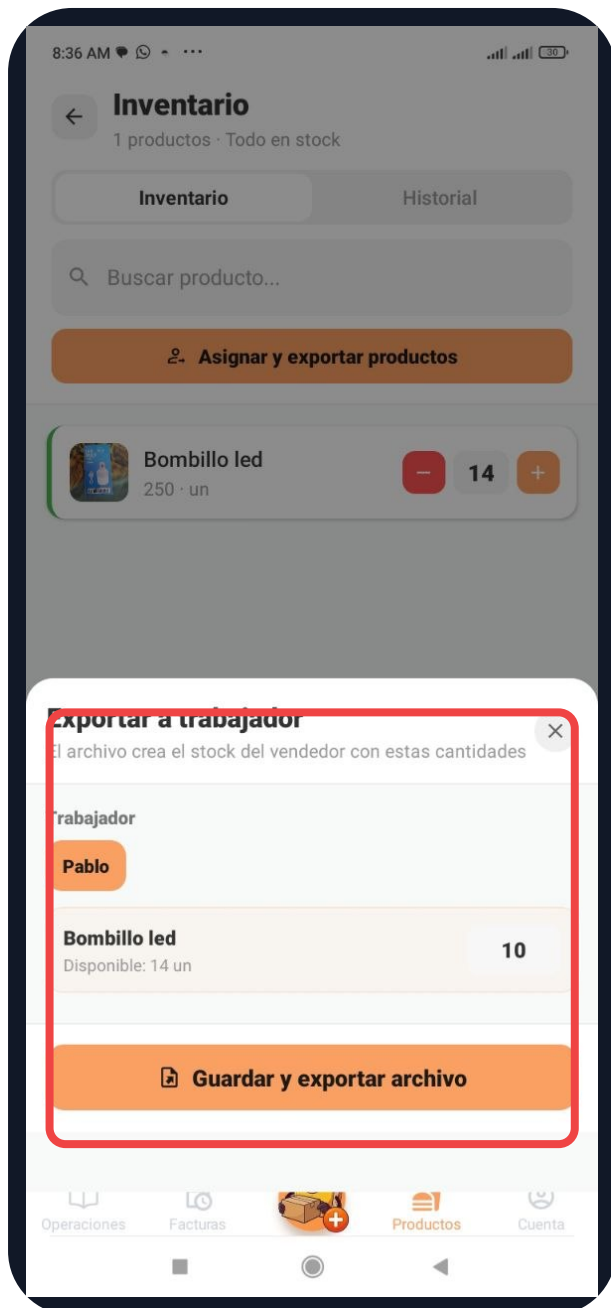 8:36 AM
30
Inventario
1 productos · Todo en stock
Inventario
Historial
Buscar producto...
Asignar y exportar productos
Bombillo led
250 · un
14
Exportar a trabajador
El archivo crea el stock del vendedor con estas cantidades
Trabajador
Pablo
Bombillo led
Disponible: 14 un
10
Guardar y exportar archivo
Operaciones
Facturas
Productos
Cuenta